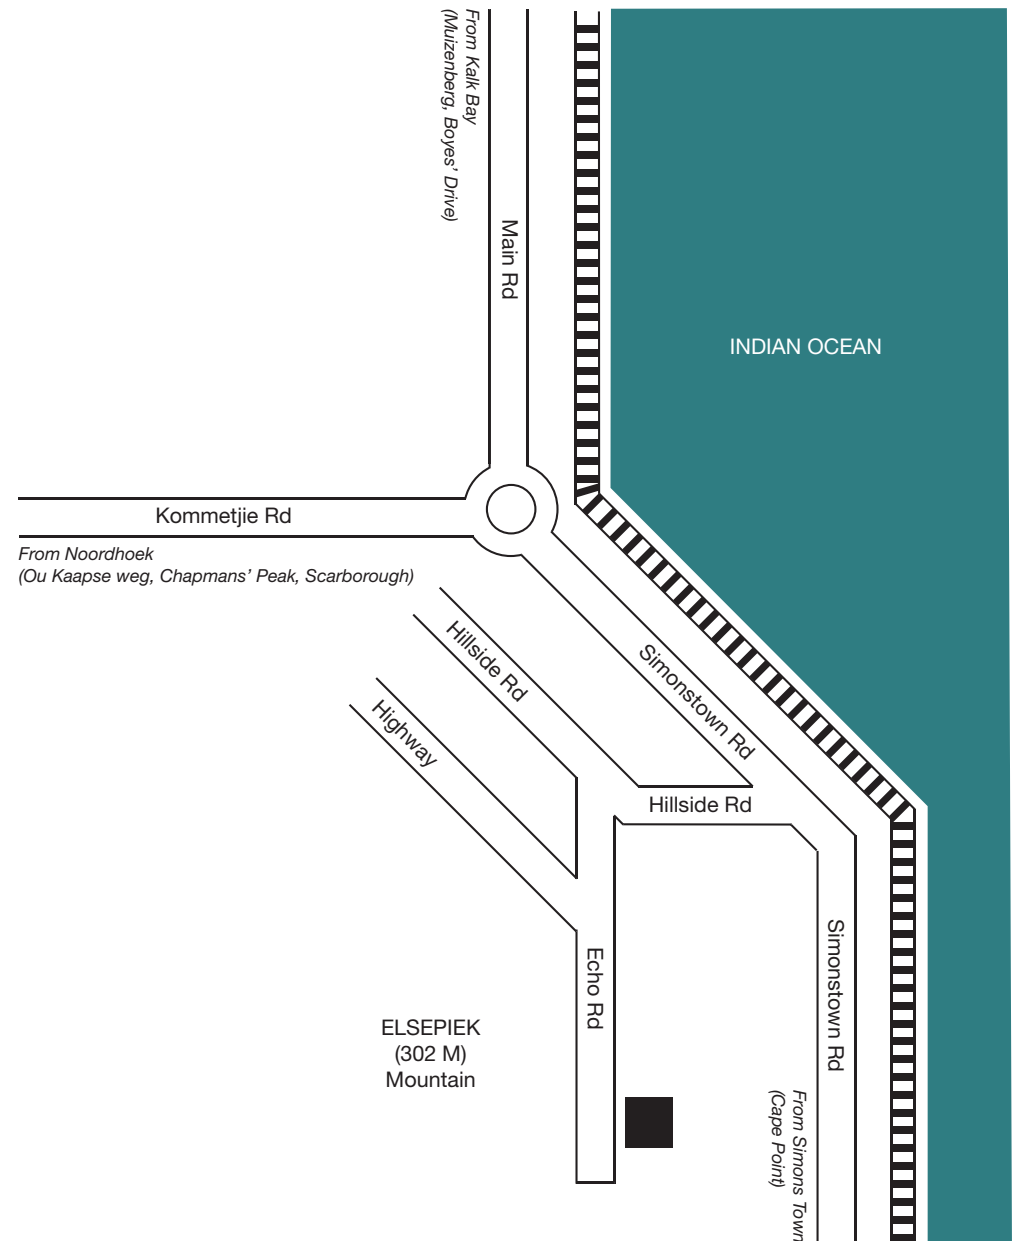 From Kalk Bay
(Muizenberg, Boyes' Drive)
Main Rd
INDIAN OCEAN
Kommetjie Rd
From Noordhoek
(Ou Kaapse weg, Chapmans' Peak, Scarborough)
Hillside Rd
Simonstown Rd
Highway
Hillside Rd
Simonstown Rd
Echo Rd
ELSEPIEK
(302 M)
Mountain
From Simons Town
(Cape Point)